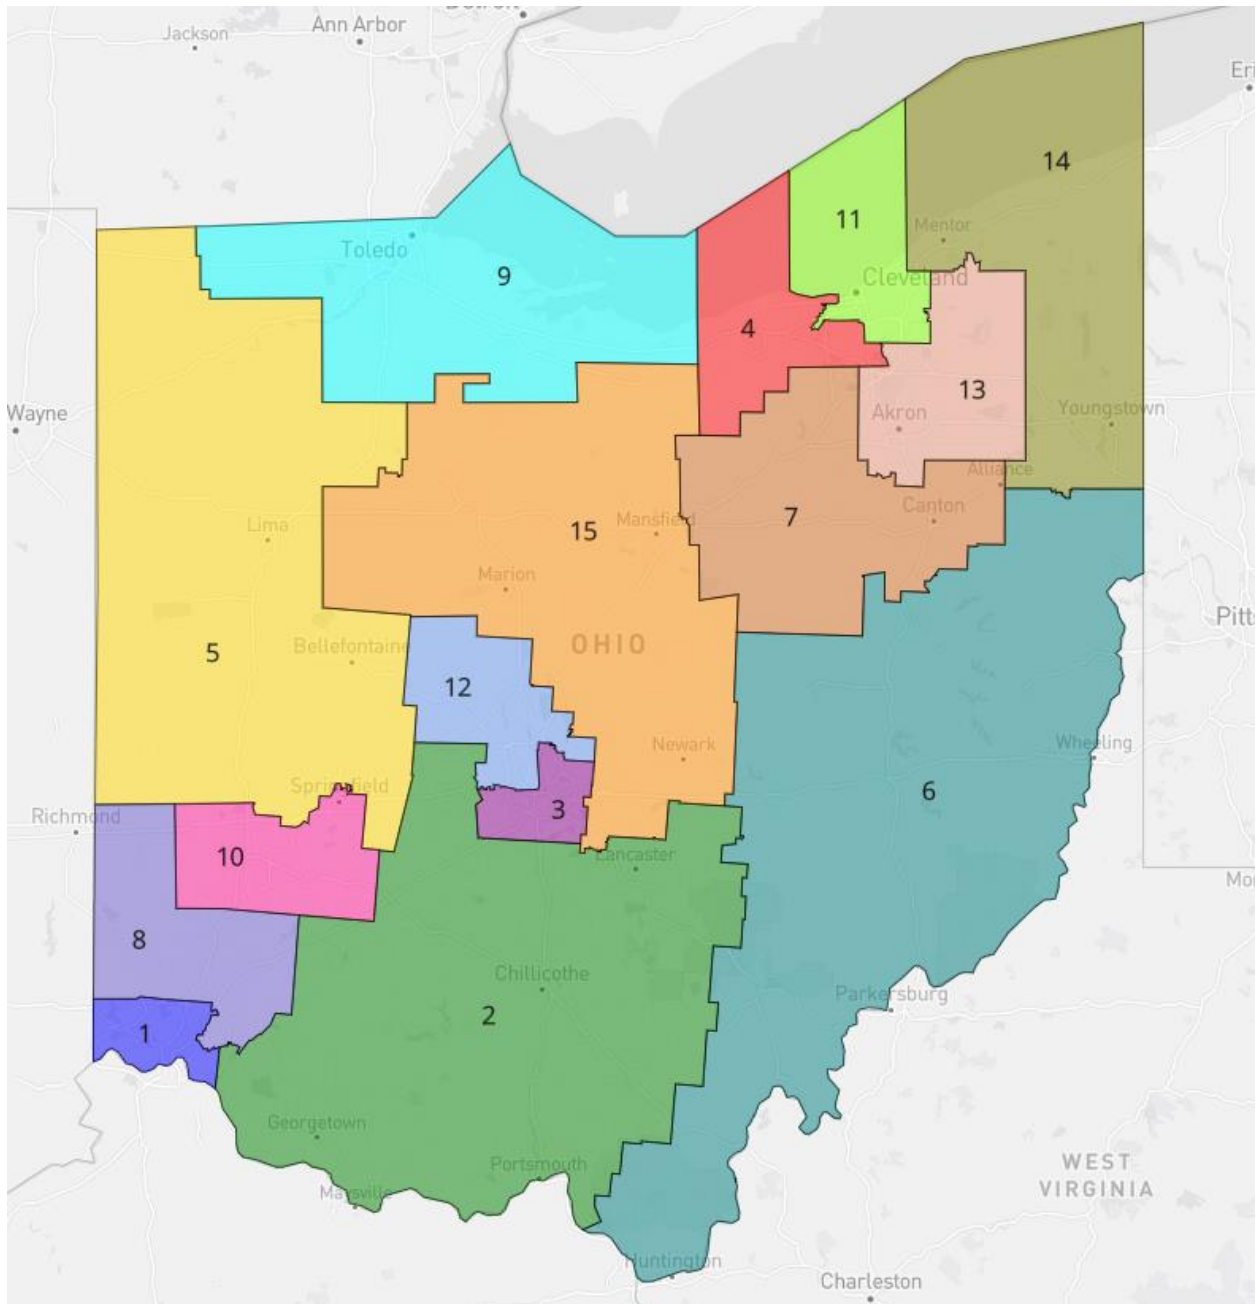 Detroit
Ann Arbor
Jackson
Eri
14
11
Mentor
Toledo
9
Cleveland
4
13
Wayne
Akron
Youngstown
Alliance
Canton
7
Mansfield
15
Lima
Marion
Pitts
OHIO
Bellefontaine
5
12
Newark
Wheeling
Springfield
6
3
Richmond
10
Lancaster
Mor
8
Chillicothe
Parkersburg
2
1
Georgetown
Portsmouth
WEST
VIRGINIA
Maysville
Huntington
Charleston